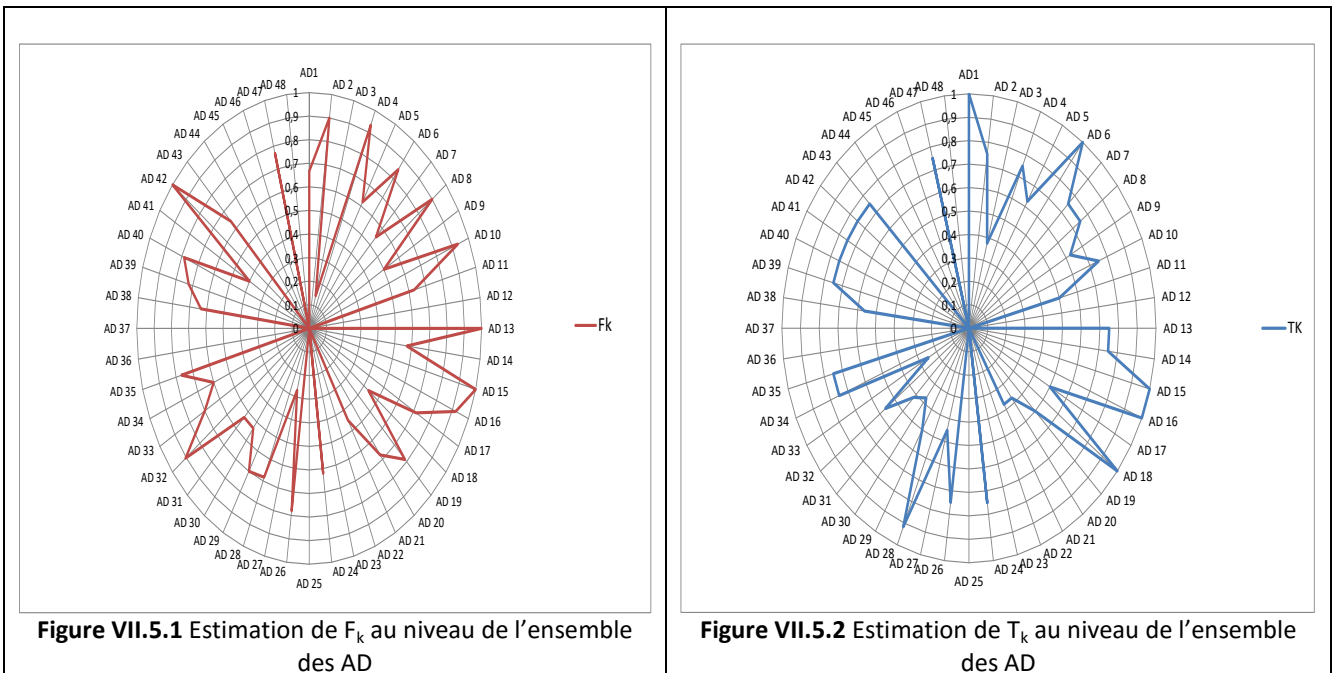 AD1
AD 2
AD 3
AD 4
AD 5
AD 6
AD 7
AD 8
AD 9
AD 10
AD 11
AD 12
AD 13
AD 14
AD 15
AD 16
AD 17
AD 18
AD 19
AD 20
AD 21
AD 22
AD 23
AD 24
AD 25
AD 26
AD 27
AD 28
AD 29
AD 30
AD 31
AD 32
AD 33
AD 34
AD 35
AD 36
AD 37
AD 38
AD 39
AD 40
AD 41
AD 42
AD 43
AD 44
AD 45
AD 46
AD 47
AD 48
1
0,9
0,8
0,7
0,6
0,5
0,4
0,3
0,2
0,1
0
Fk
Figure VII.5.1 Estimation de Fk au niveau de l’ensemble
des AD
AD1
AD 2
AD 3
AD 4
AD 5
AD 6
AD 7
AD 8
AD 9
AD 10
AD 11
AD 12
AD 13
AD 14
AD 15
AD 16
AD 17
AD 18
AD 19
AD 20
AD 21
AD 22
AD 23
AD 24
AD 25
AD 26
AD 27
AD 28
AD 29
AD 30
AD 31
AD 32
AD 33
AD 34
AD 35
AD 36
AD 37
AD 38
AD 39
AD 40
AD 41
AD 42
AD 43
AD 44
AD 45
AD 46
AD 47
AD 48
1
0,9
0,8
0,7
0,6
0,5
0,4
0,3
0,2
0,1
0
TK
Figure VII.5.2 Estimation de Tk au niveau de l’ensemble
des AD